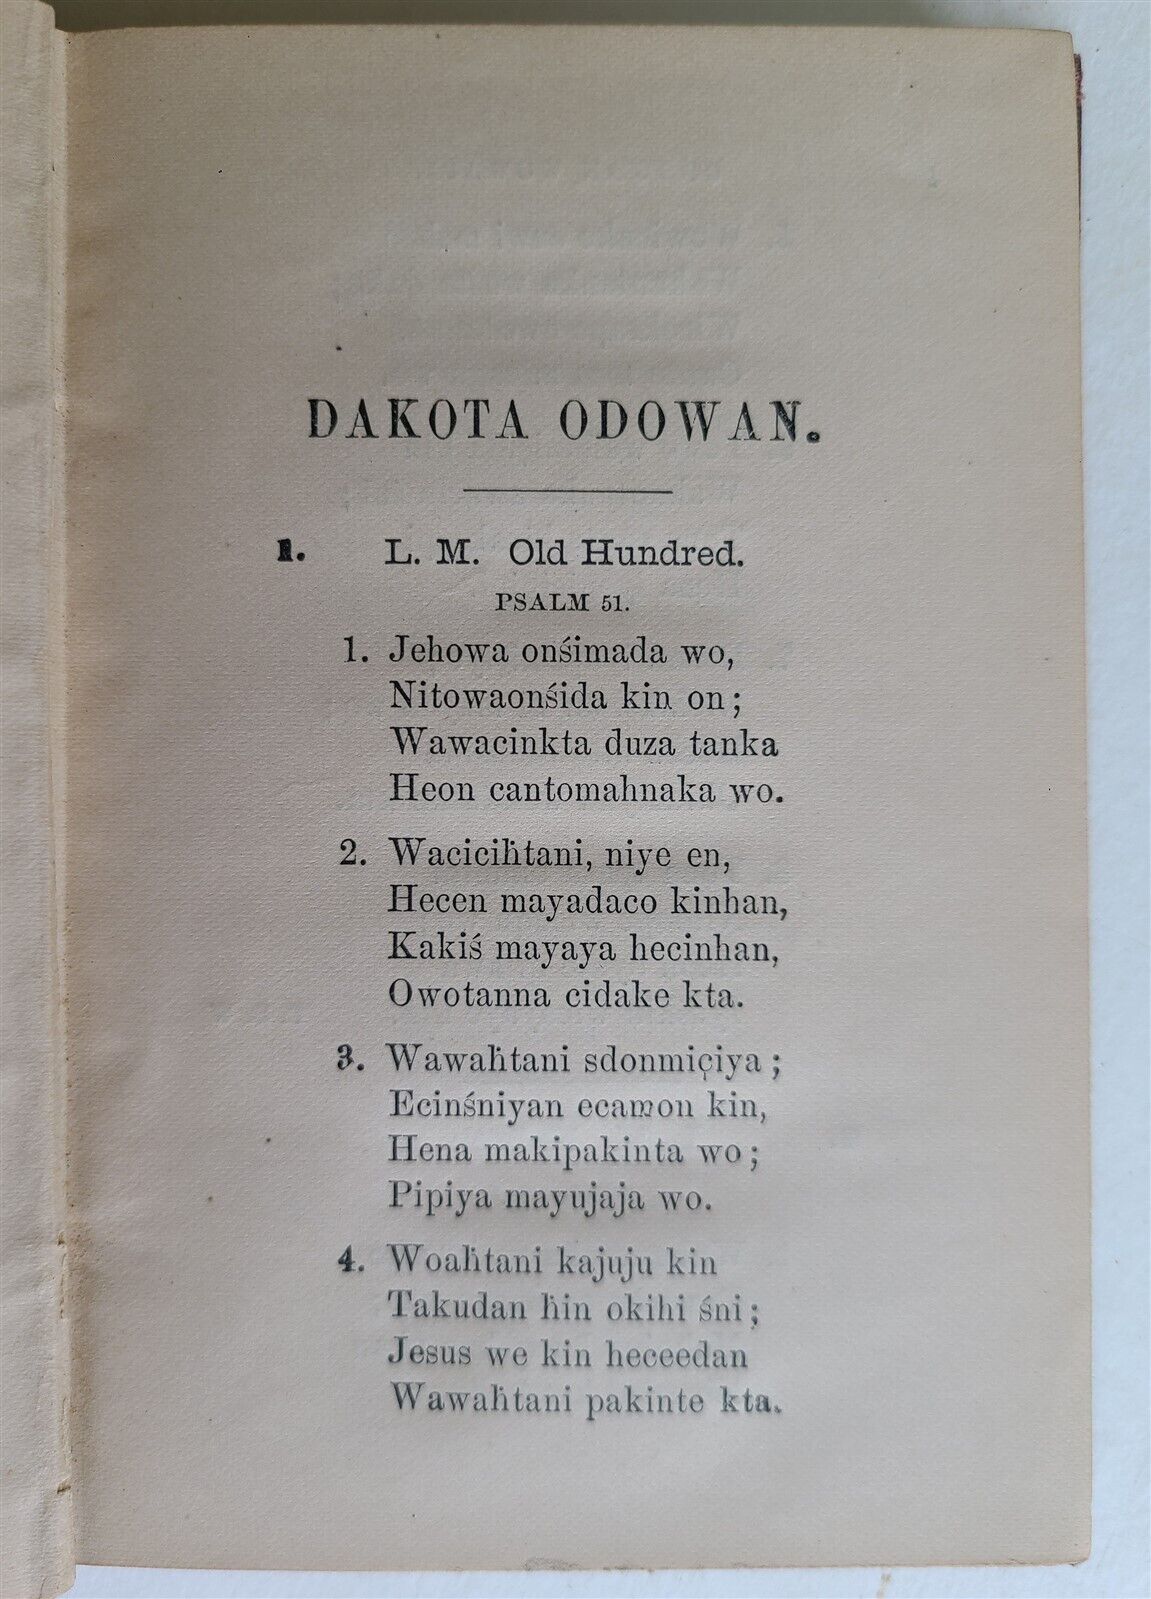 DAKOTA ODOWAN.
1. L. M. Old Hundred.
PSALM 51.
1. Jehowa onśimada wo,
Nitowaonśida kin on;
Wawacinkta duza tanka
Heon cantomahnaka wo.
2. Waciciḣtani, niye en,
Hecen mayadaco kinhan,
Kakiś mayaya hecinhan,
Owotanna cidake kta.
3. Wawaḣtani sdonmiçiya;
Ecinśniyan ecamon kin,
Hena makipakinta wo;
Pipiya mayujaja wo.
4. Woaḣtani kajuju kin
Takudan ḣin okihi śni;
Jesus we kin heceedan
Wawaḣtani pakinte kta.